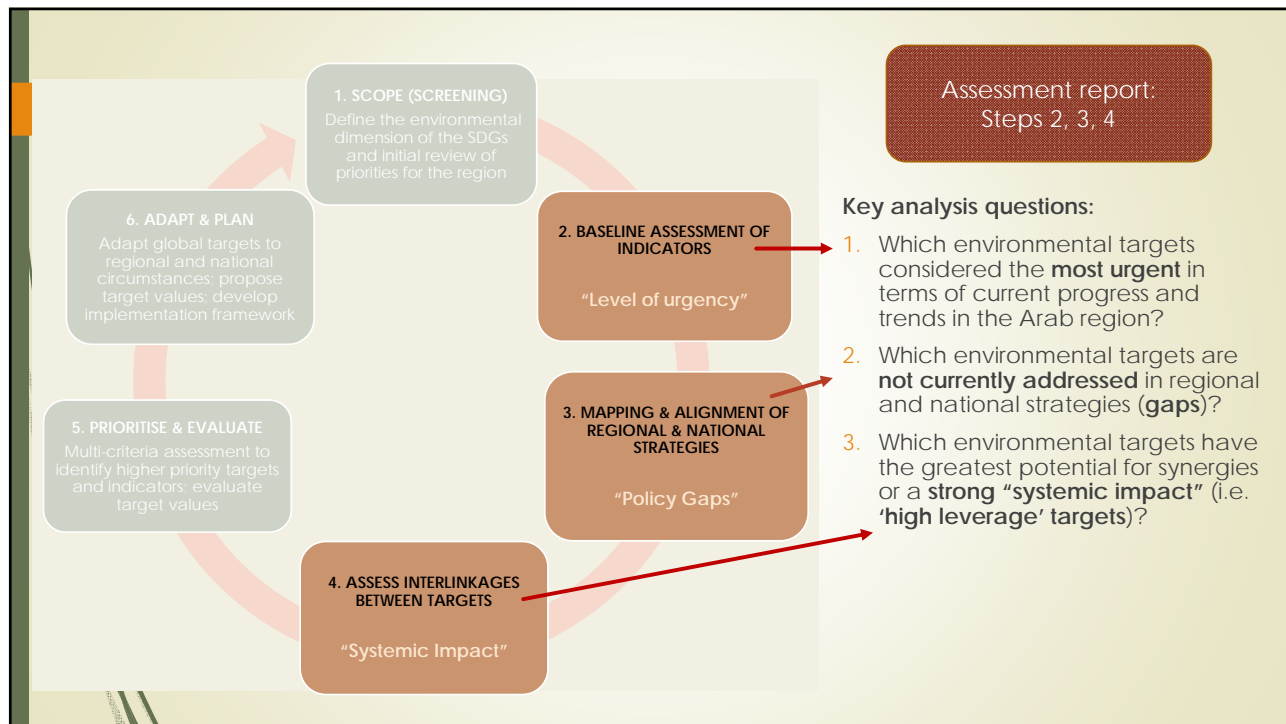 Assessment report:
Steps 2, 3, 4
1. SCOPE (SCREENING)
Define the environmental
dimension of the SDGs
and initial review of
priorities for the region
2. BASELINE ASSESSMENT OF
INDICATORS
“Level of urgency”
3. MAPPING & ALIGNMENT OF
REGIONAL & NATIONAL
STRATEGIES
“Policy Gaps”
4. ASSESS INTERLINKAGES
BETWEEN TARGETS
“Systemic Impact”
5. PRIORITISE & EVALUATE
Multi-criteria assessment to
identify higher priority targets
and indicators; evaluate
target values
6. ADAPT & PLAN
Adapt global targets to
regional and national
circumstances; propose
target values; develop
implementation framework
Key analysis questions:
1. Which environmental targets
considered the most urgent in
terms of current progress and
trends in the Arab region?
2. Which environmental targets are
not currently addressed in regional
and national strategies (gaps)?
3. Which environmental targets have
the greatest potential for synergies
or a strong “systemic impact” (i.e.
‘high leverage’ targets)?